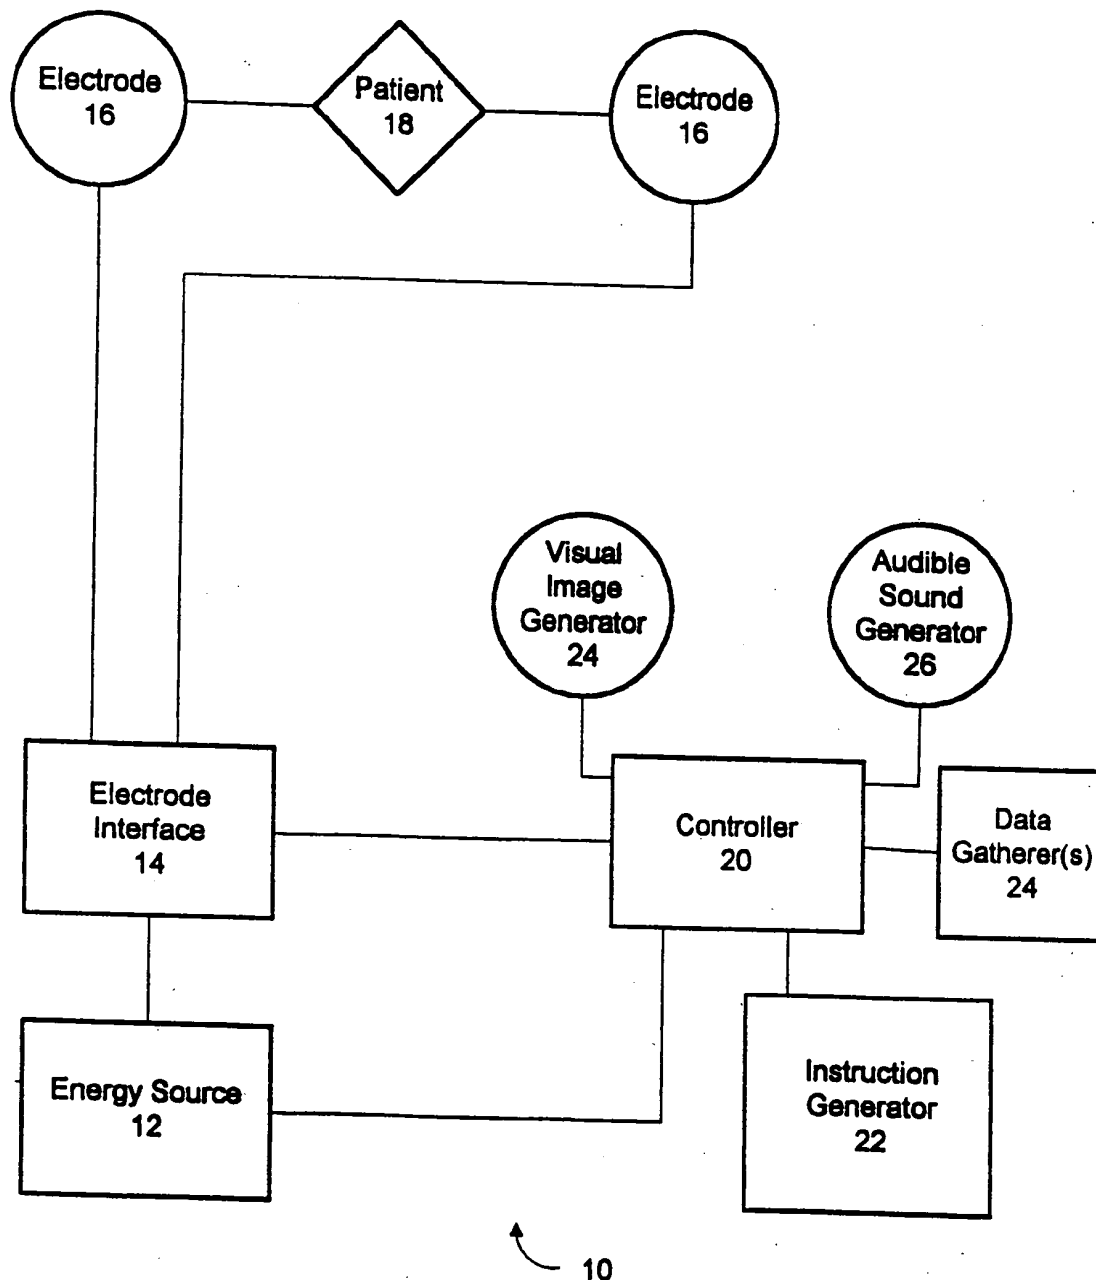 Electrode
16
Patient
18
Electrode
16
Visual
Image
Generator
24
Audible
Sound
Generator
26
Electrode
Interface
14
Controller
20
Data
Gatherer(s)
24
Energy Source
12
Instruction
Generator
22
10